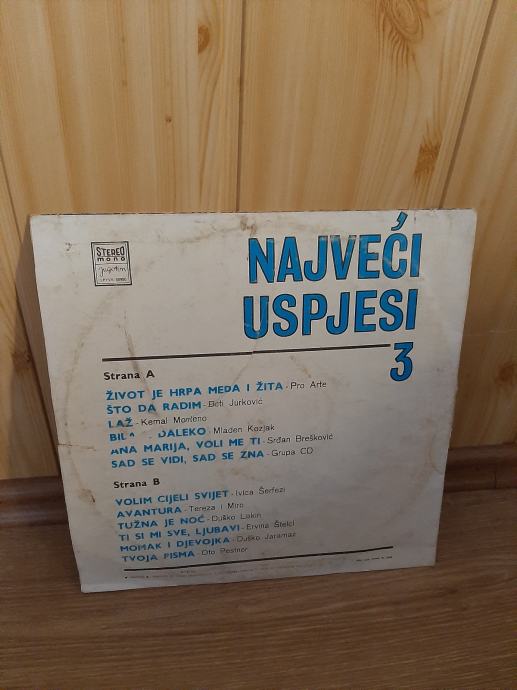 STEREO
mono
Jugoton
NAJVEĆI
USPJESI
3
Strana A
ŽIVOT JE HRPA MEDA I ŽITA - Pro Arte
ŠTO DA RADIM - Beti Jurković
LAŽ - Kemal Monteno
DALEKO - Mladen Kozjak
ANA MARIJA, VOLI ME TI - Srđan Brešković
SAD SE VIDI, SAD SE ZNA - Grupa CD
Strana B
VOLIM CIJELI SVIJET - Ivica Šerfezi
AVANTURA - Tereza i Miro
TUŽNA JE NOĆ - Duško Lokin
TI SI MI SVE, LJUBAVI - Ervina Štelcl
MOMAK I DJEVOJKA - Duško Jaramaz
TVOJA PISMA - Oto Pestner